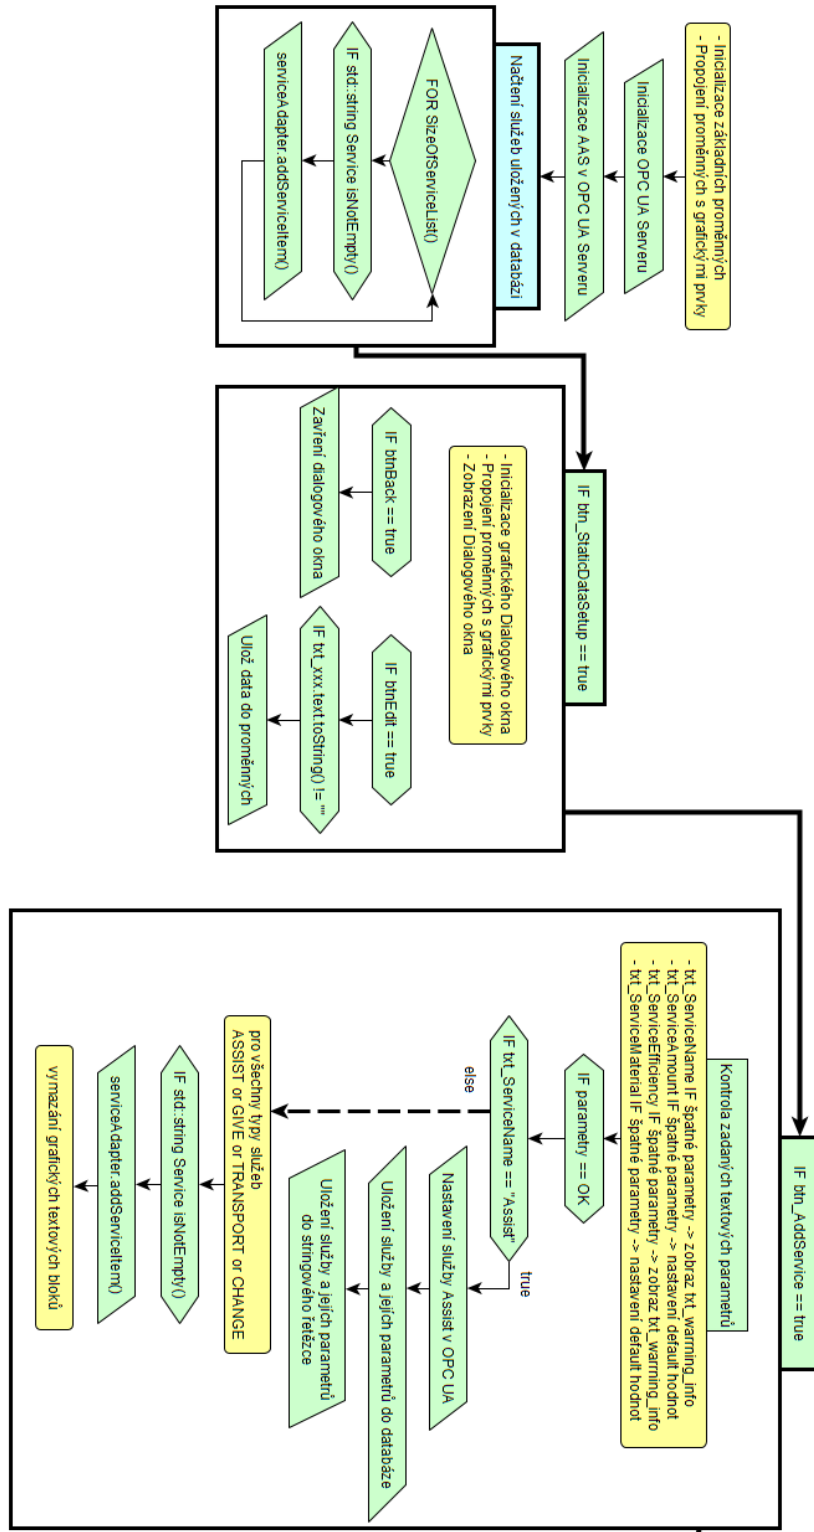 - Inicializace základních proměnných
- Propojení proměnných s grafickými prvky
Inicializace OPC UA Serveru
Inicializace AAS v OPC UA Serveru
Načtení služeb uložených v databázi
FOR SizeOfServiceList()
IF std::string Service isNotEmpty()
serviceAdapter.addServiceItem()
IF btn_StaticDataSetup == true
- Inicializace grafického Dialogového okna
- Propojení proměnných s grafickými prvky
- Zobrazení Dialogového okna
IF btnBack == true
Zavření dialogového okna
IF btnEdit == true
IF txt_xxx.text.toString() != ""
Ulož data do proměnných
IF btn_AddService == true
Kontrola zadaných textových parametrů
- txt_ServiceName IF špatné parametry -> zobraz txt_warrning_info
- txt_ServiceAmount IF špatné parametry -> nastavení default hodnot
- txt_ServiceEfficiency IF špatné parametry -> zobraz txt_warrning_info
- txt_ServiceMaterial IF špatné parametry -> nastavení default hodnot
IF parametry == OK
IF txt_ServiceName == "Assist"
else
true
Nastavení služby Assist v OPC UA
Uložení služby a jejích parametrů do databáze
Uložení služby a jejích parametrů
do stringového řetězce
pro všechny typy služeb
ASSIST or GIVE or TRANSPORT or CHANGE
IF std::string Service isNotEmpty()
serviceAdapter.addServiceItem()
vymazání grafických textových bloků